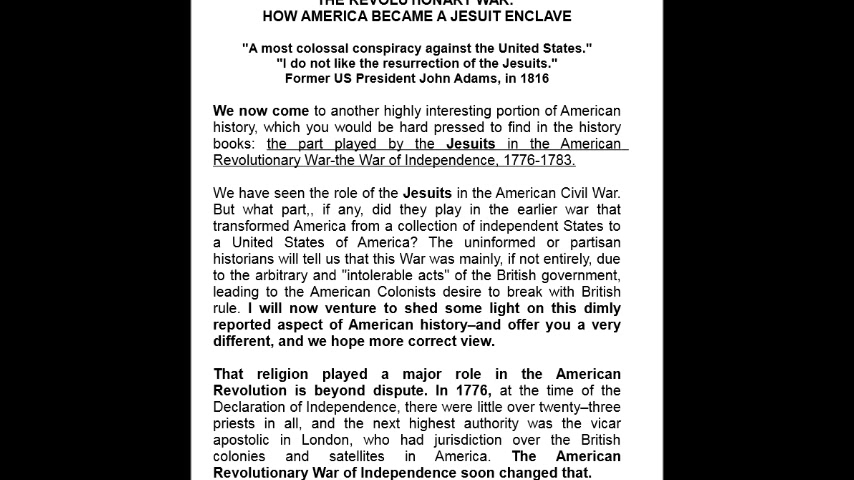 THE REVOLUTIONARY WAR:
HOW AMERICA BECAME A JESUIT ENCLAVE
"A most colossal conspiracy against the United States."
"I do not like the resurrection of the Jesuits."
Former US President John Adams, in 1816
We now come to another highly interesting portion of American
history, which you would be hard pressed to find in the history
books: the part played by the Jesuits in the American
Revolutionary War-the War of Independence, 1776-1783.
We have seen the role of the Jesuits in the American Civil War.
But what part,, if any, did they play in the earlier war that
transformed America from a collection of independent States to
a United States of America? The uninformed or partisan
historians will tell us that this War was mainly, if not entirely, due
to the arbitrary and "intolerable acts" of the British government,
leading to the American Colonists desire to break with British
rule. I will now venture to shed some light on this dimly
reported aspect of American history–and offer you a very
different, and we hope more correct view.
That religion played a major role in the American
Revolution is beyond dispute. In 1776, at the time of the
Declaration of Independence, there were little over twenty–three
priests in all, and the next highest authority was the vicar
apostolic in London, who had jurisdiction over the British
colonies and satellites in America. The American
Revolutionary War of Independence soon changed that.